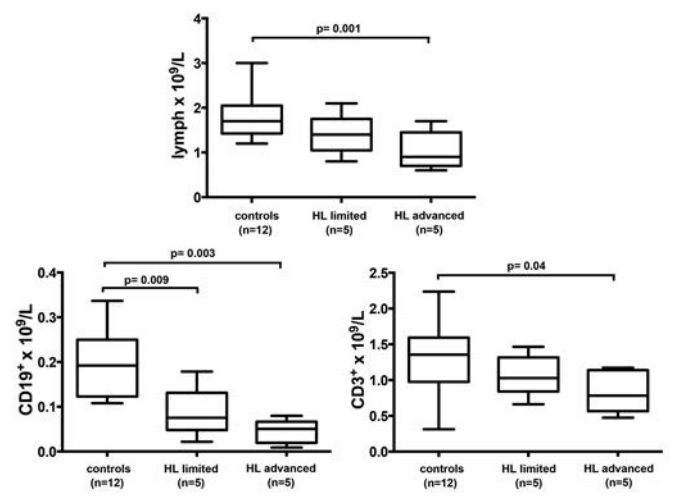 p= 0.001
lymph x 10⁹/L
4
3
2
1
0
controls
(n=12)
HL limited
(n=5)
HL advanced
(n=5)
p= 0.003
p= 0.009
CD19⁺ x 10⁹/L
0.4
0.3
0.2
0.1
0.0
controls
(n=12)
HL limited
(n=5)
HL advanced
(n=5)
p= 0.04
CD3⁺ x 10⁹/L
2.5
2.0
1.5
1.0
0.5
0.0
controls
(n=12)
HL limited
(n=5)
HL advanced
(n=5)